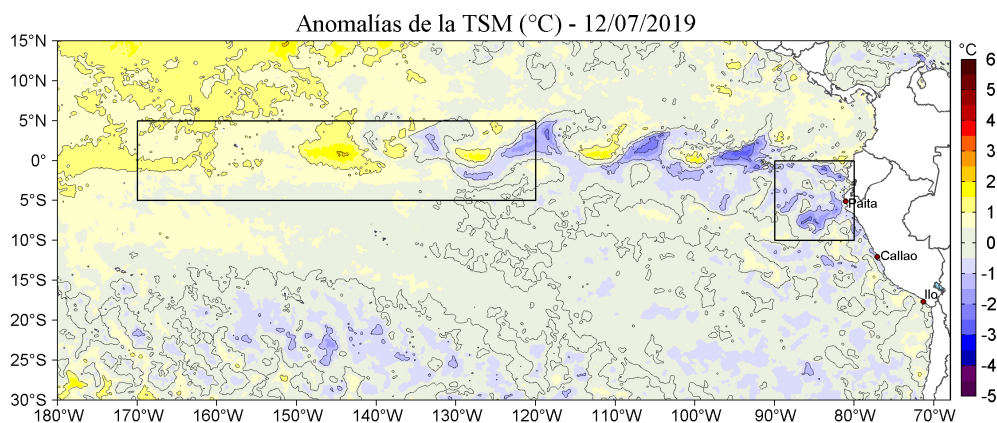 Anomalías de la TSM (°C) - 12/07/2019
15°N
10°N
5°N
0°
5°S
10°S
15°S
20°S
25°S
30°S
180°W
170°W
160°W
150°W
140°W
130°W
120°W
110°W
100°W
90°W
80°W
70°W
Paita
Callao
Ilo
°C
6
5
4
3
2
1
0
-1
-2
-3
-4
-5